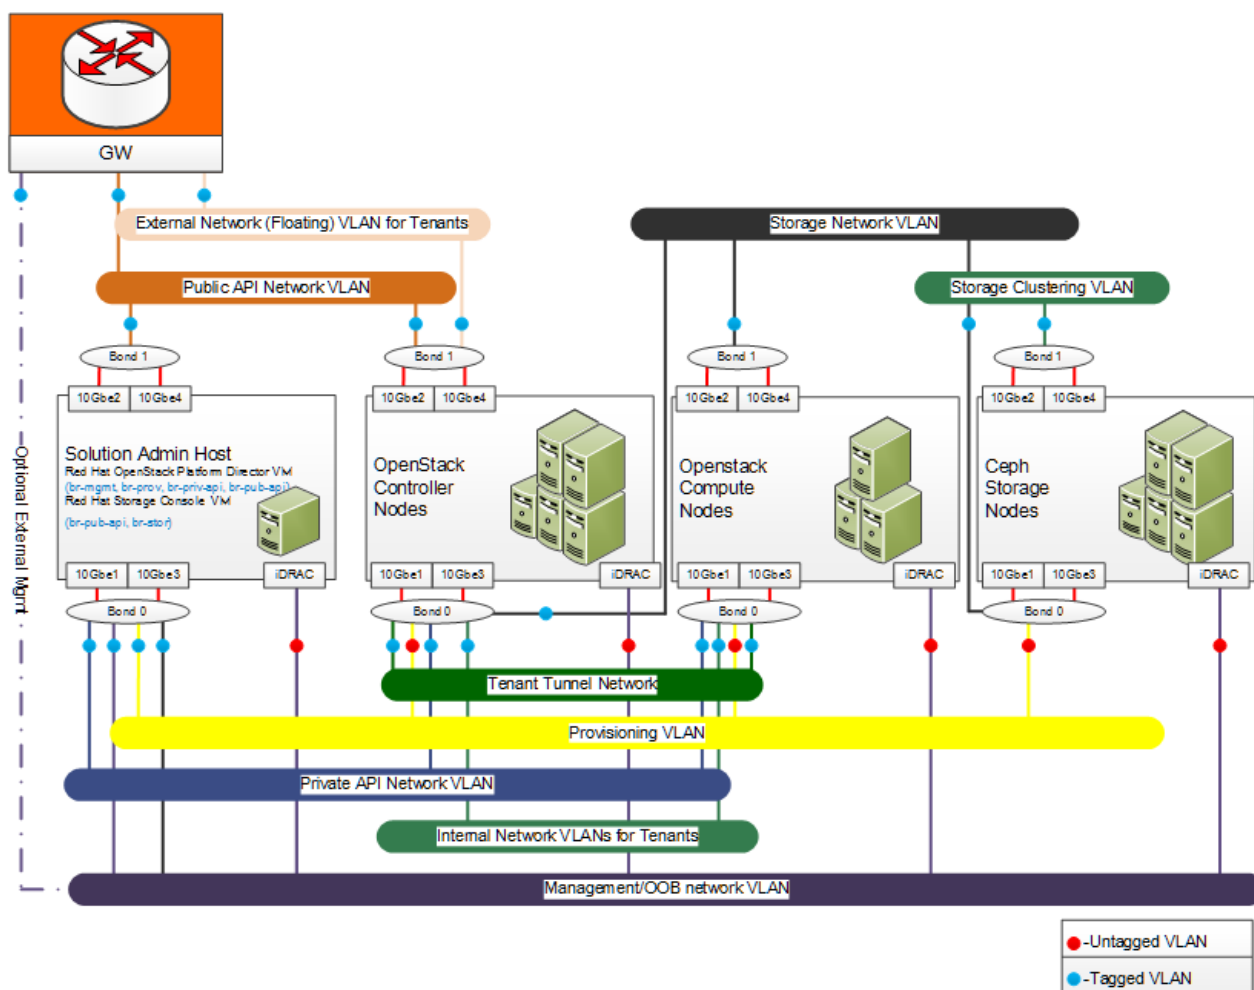 GW
External Network (Floating) VLAN for Tenants
Storage Network VLAN
Public API Network VLAN
Storage Clustering VLAN
Bond 1
Bond 1
Bond 1
Bond 1
10Gbe2 10Gbe4
10Gbe2 10Gbe4
10Gbe2 10Gbe4
10Gbe2 10Gbe4
Solution Admin Host
Red Hat OpenStack Platform Director VM
(br-mgmt, br-prov, br-priv-api, br-pub-api)
Red Hat Storage Console VM
(br-pub-api, br-stor)
OpenStack
Controller
Nodes
Openstack
Compute
Nodes
Ceph
Storage
Nodes
Optional External Mgmt
10Gbe1 10Gbe3 iDRAC
10Gbe1 10Gbe3 iDRAC
10Gbe1 10Gbe3 iDRAC
10Gbe1 10Gbe3 iDRAC
Bond 0
Bond 0
Bond 0
Bond 0
Tenant Tunnel Network
Provisioning VLAN
Private API Network VLAN
Internal Network VLANs for Tenants
Management/OOB network VLAN
-Untagged VLAN
-Tagged VLAN